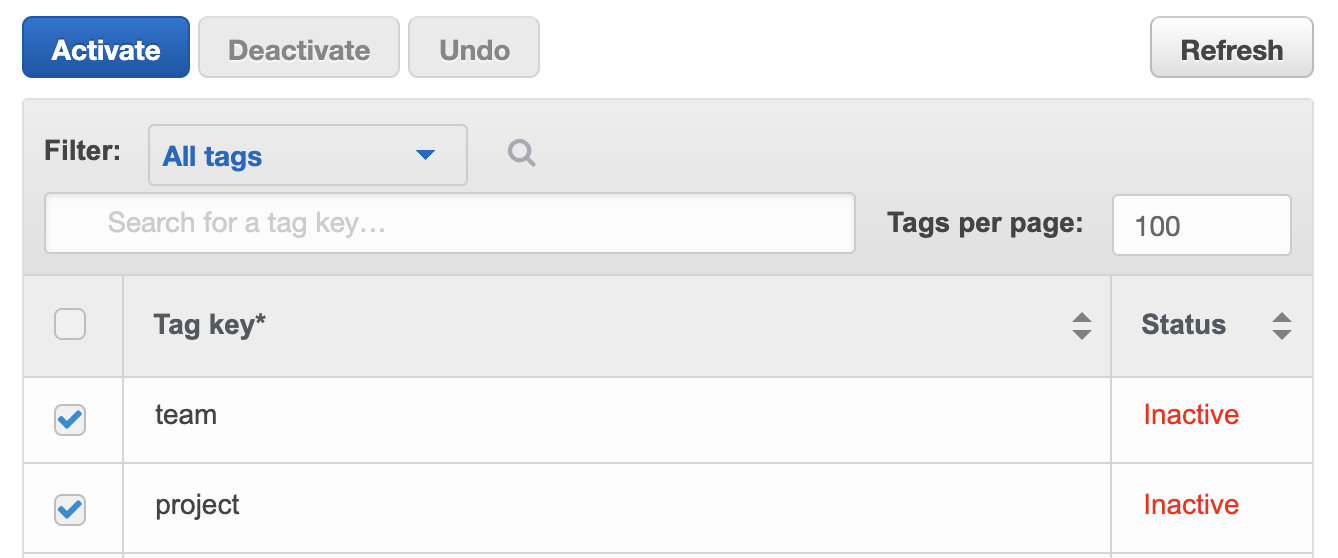 Activate Deactivate Undo Refresh
Filter: All tags
Search for a tag key... Tags per page: 100
Tag key* Status
team Inactive
project Inactive